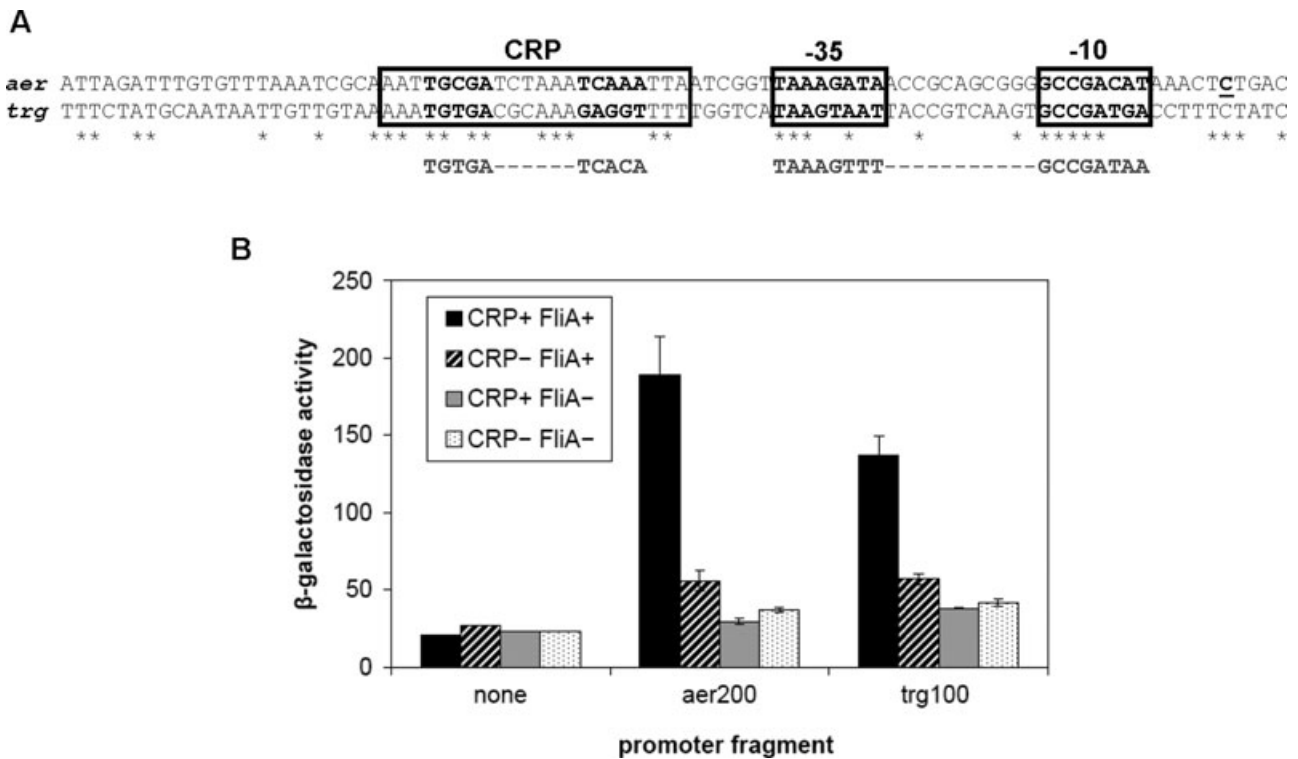 A
CRP -35 -10
aer ATTAGATTTGTGTTTAAATCGCAAATTGCGATCTAAATCAAATTAATCGGTTAAAGATAACCGCAGCGGGGCCGACATAAACTCTGAC
trg TTTCTATGCAATAATTGTTGTAAAAATGTGACGCAAAGAGGTTTTTGGTCATAAGTAATTACCGTCAAGTGCCGATGACCTTTCTATC
** ** * * ** ** ** *** ** *** * * * ***** *** *
TGTGA------TCACA TAAAGTTT-----------GCCGATAA
B
β-galactosidase activity
250
200
150
100
50
0
CRP+ FliA+
CRP− FliA+
CRP+ FliA−
CRP− FliA−
none aer200 trg100
promoter fragment